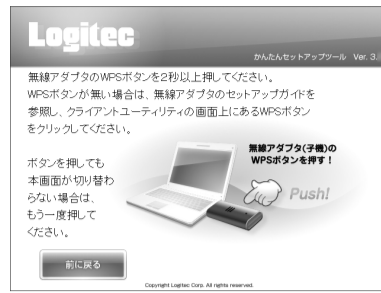 Logitec
かんたんセットアップツール Ver. 3.
無線アダプタのWPSボタンを2秒以上押してください。
WPSボタンが無い場合は、無線アダプタのセットアップガイドを
参照し、クライアントユーティリティの画面上にあるWPSボタン
をクリックしてください。
無線アダプタ(子機)の
WPSボタンを押す！
Push!
ボタンを押しても
本画面が切り替わ
らない場合は、
もう一度押して
ください。
前に戻る
Copyright Logitec Corp. All rights reserved.